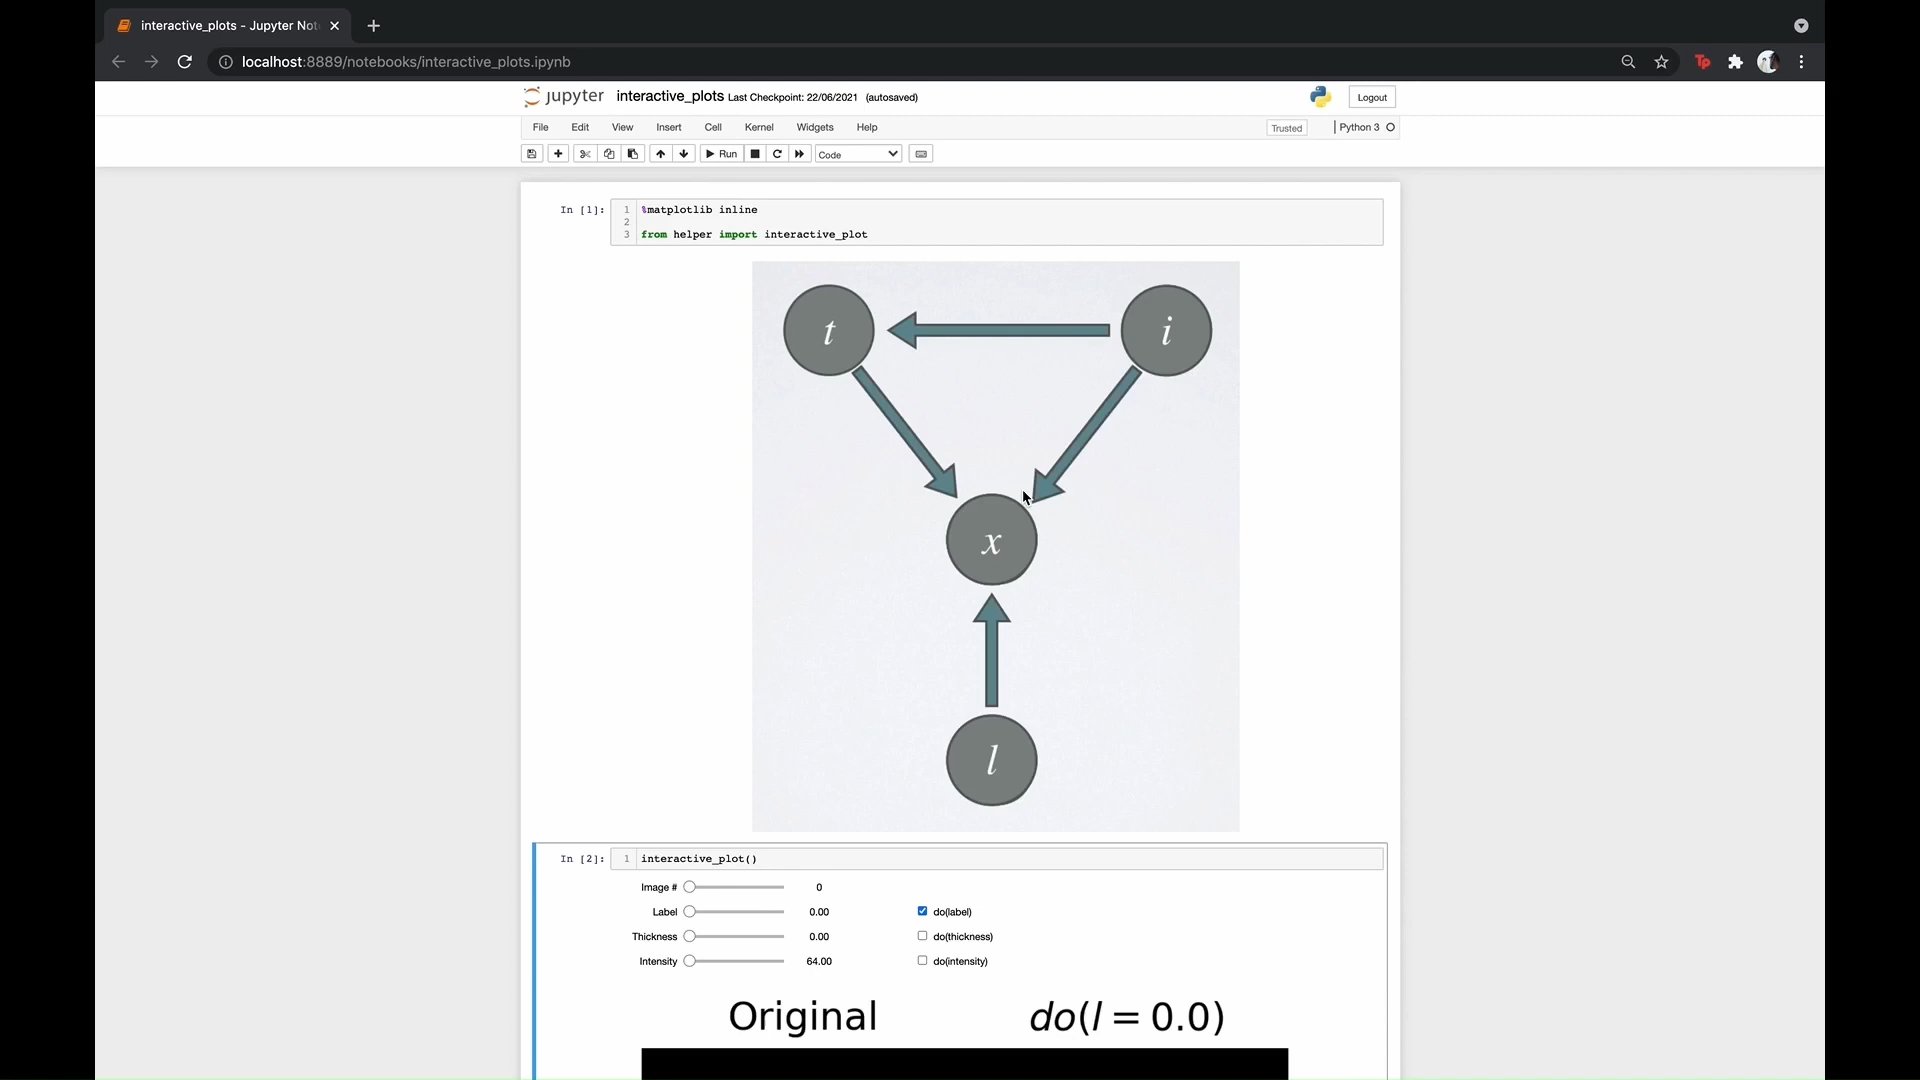 interactive_plots - Jupyter Not
localhost:8889/notebooks/interactive_plots.ipynb
jupyter interactive_plots Last Checkpoint: 22/06/2021 (autosaved)
Logout
File Edit View Insert Cell Kernel Widgets Help
Trusted Python 3
Run Code
In [1]:
1 %matplotlib inline
2
3 from helper import interactive_plot
t i
x
l
In [2]: 1 interactive_plot()
Image # 0
Label 0.00 do(label)
Thickness 0.00 do(thickness)
Intensity 64.00 do(intensity)
Original do(l = 0.0)